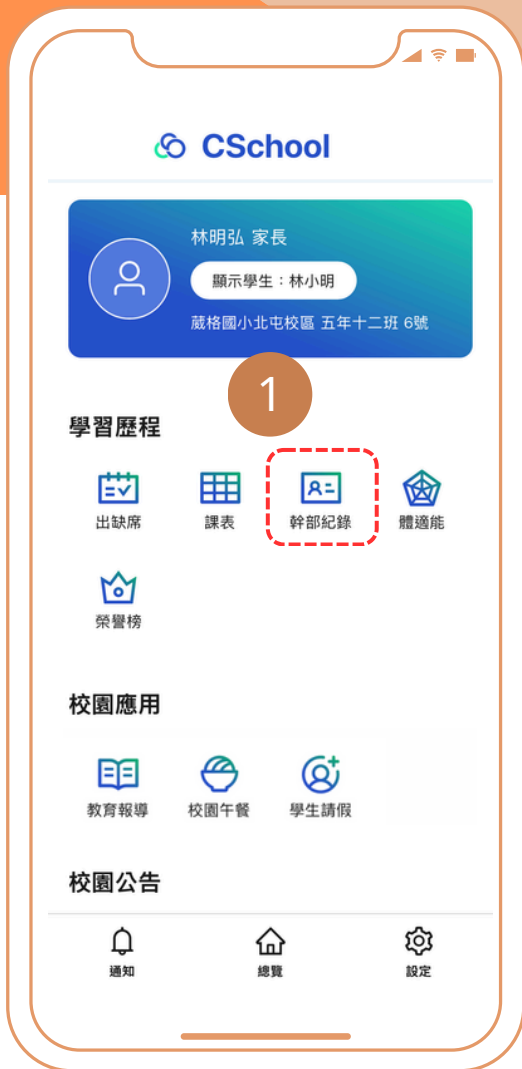 CSchool
林明弘 家長
顯示學生：林小明
葳格國小北屯校區 五年十二班 6號
1
學習歷程
出缺席 課表 幹部紀錄 體適能
榮譽榜
校園應用
教育報導 校園午餐 學生請假
校園公告
通知 總覽 設定